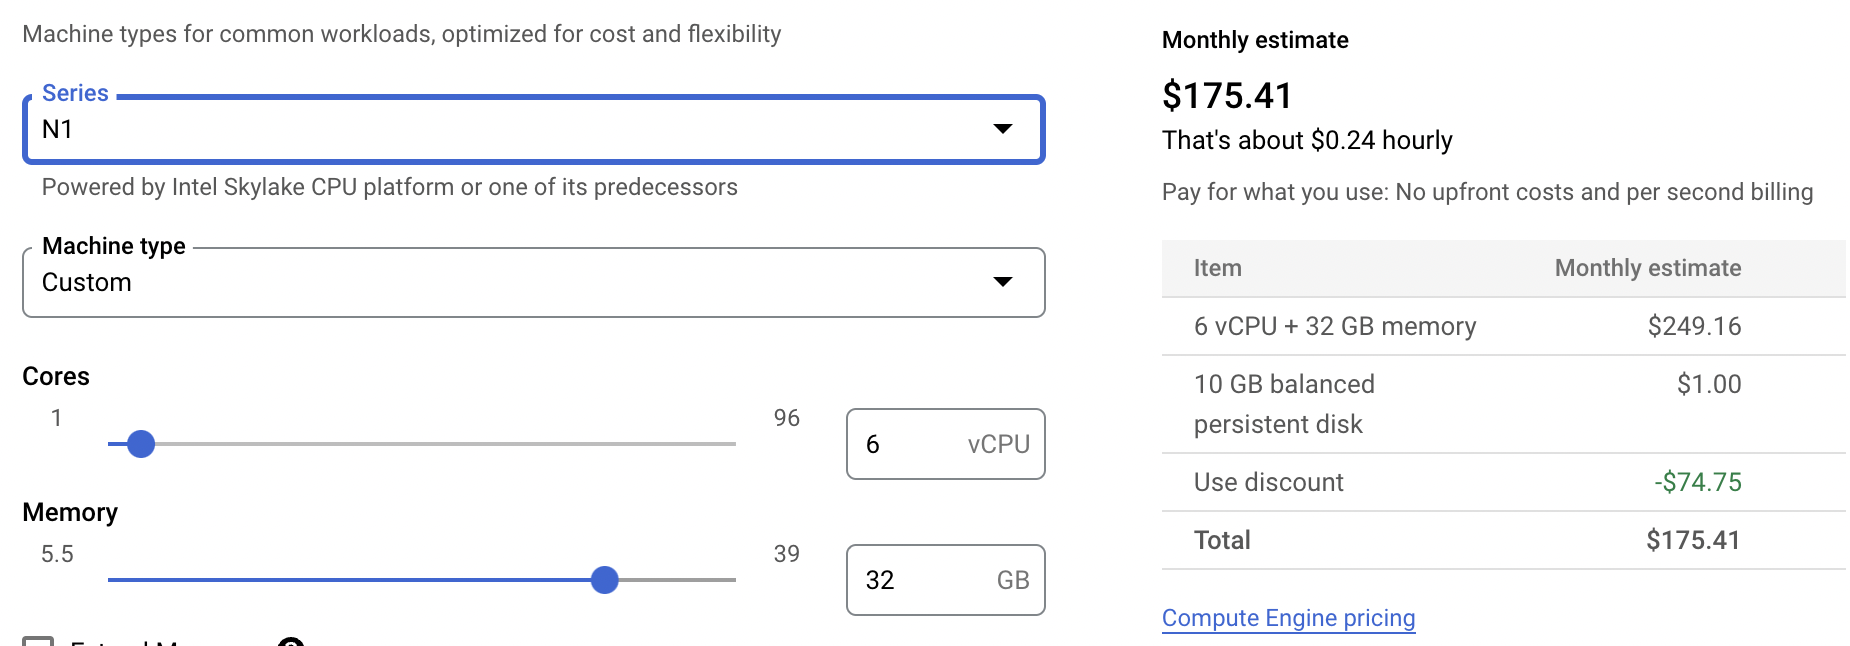 Machine types for common workloads, optimized for cost and flexibility
Series
N1
Powered by Intel Skylake CPU platform or one of its predecessors
Machine type
Custom
Cores
1
96
6 vCPU
Memory
5.5
39
32 GB
Monthly estimate
$175.41
That's about $0.24 hourly
Pay for what you use: No upfront costs and per second billing
Item Monthly estimate
6 vCPU + 32 GB memory $249.16
10 GB balanced $1.00
persistent disk
Use discount -$74.75
Total $175.41
Compute Engine pricing